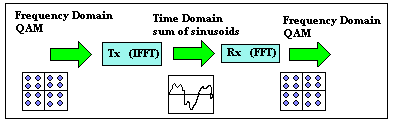 Frequency Domain
QAM
Time Domain
sum of sinusoids
Frequency Domain
QAM
Tx (IFFT)
Rx (FFT)